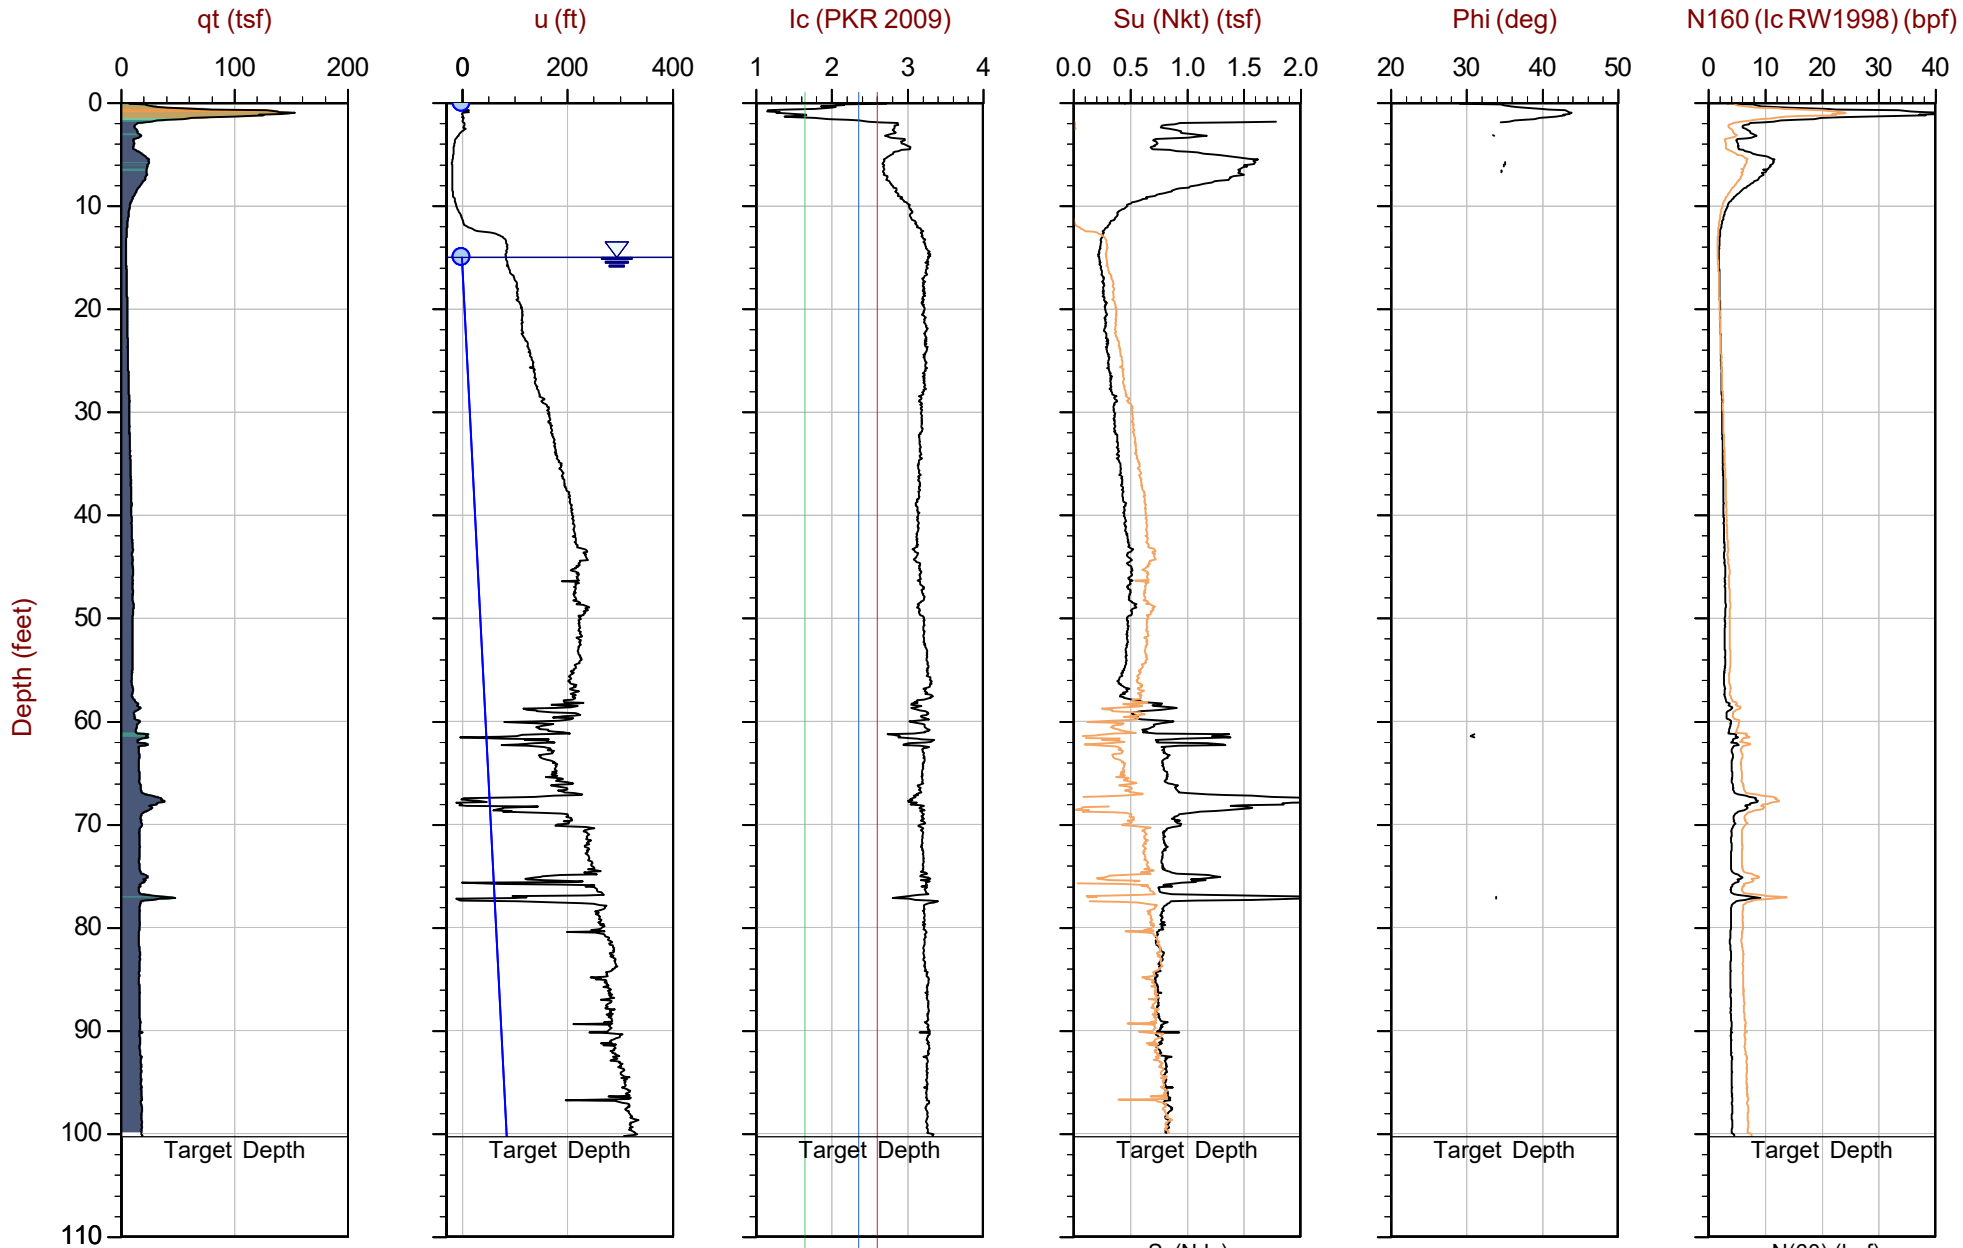 qt (tsf)
u (ft)
Ic (PKR 2009)
Su (Nkt) (tsf)
Phi (deg)
N160 (Ic RW1998) (bpf)
0 100 200
0 200 400
1 2 3 4
0.0 0.5 1.0 1.5 2.0
20 30 40 50
0 10 20 30 40
0
10
20
30
40
50
60
70
80
90
100
110
Depth (feet)
Target Depth
Target Depth
Target Depth
Target Depth
Target Depth
Target Depth